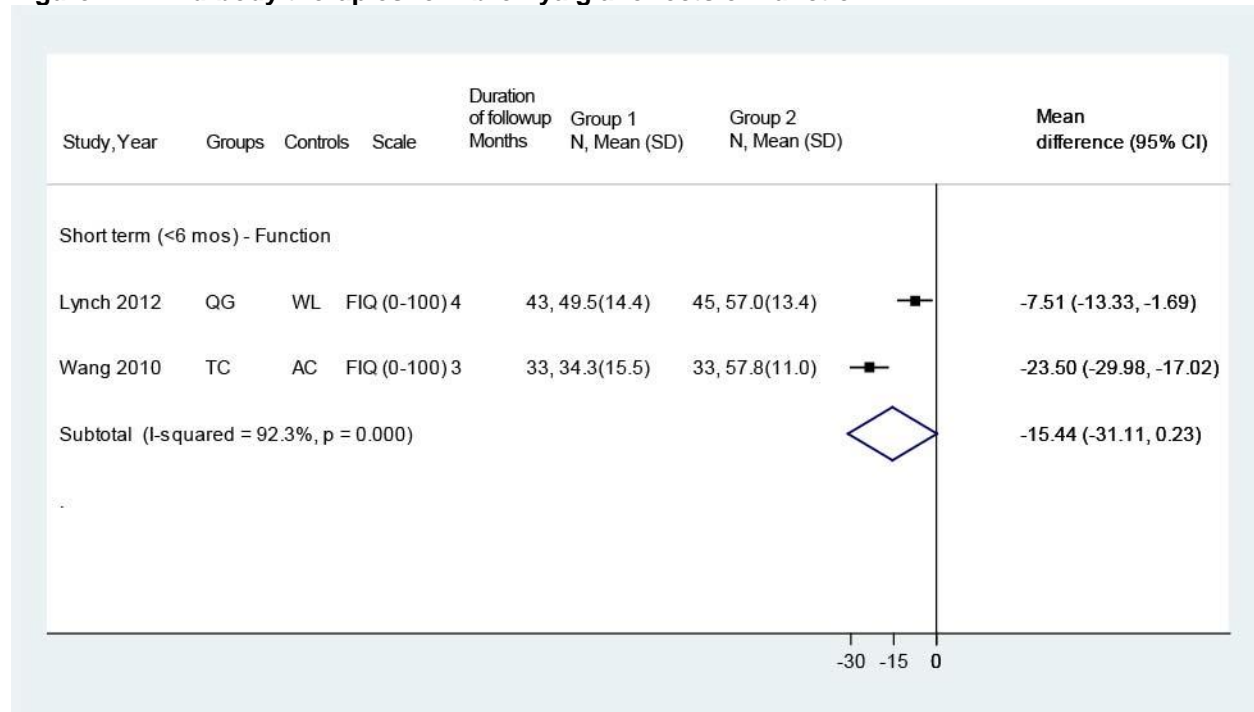 Duration
of followup Group 1 Group 2 Mean
Study, Year Groups Controls Scale Months N, Mean (SD) N, Mean (SD) difference (95% CI)
Short term (<6 mos) - Function
Lynch 2012 QG WL FIQ (0-100) 4 43, 49.5(14.4) 45, 57.0(13.4) -7.51 (-13.33, -1.69)
Wang 2010 TC AC FIQ (0-100) 3 33, 34.3(15.5) 33, 57.8(11.0) -23.50 (-29.98, -17.02)
Subtotal (I-squared = 92.3%, p = 0.000) -15.44 (-31.11, 0.23)
.
-30 -15 0